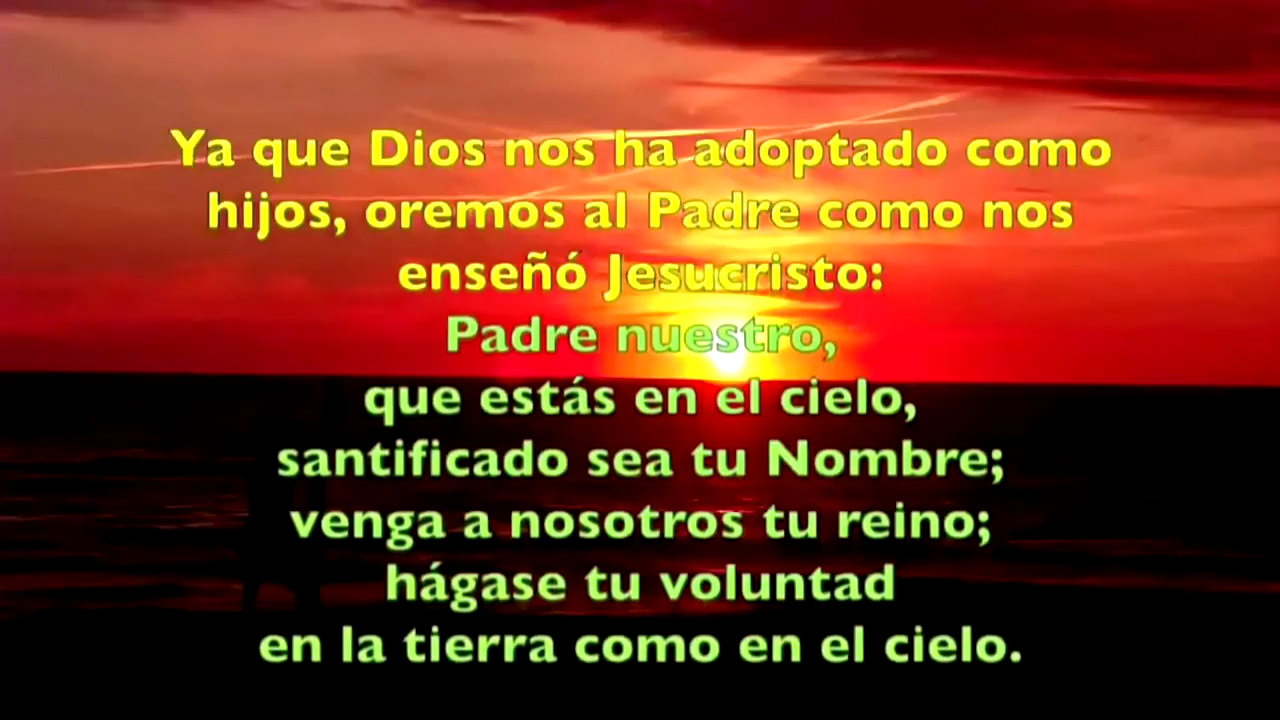 Ya que Dios nos ha adoptado como
hijos, oremos al Padre como nos
enseñó Jesucristo:
Padre nuestro,
que estás en el cielo,
santificado sea tu Nombre;
venga a nosotros tu reino;
hágase tu voluntad
en la tierra como en el cielo.